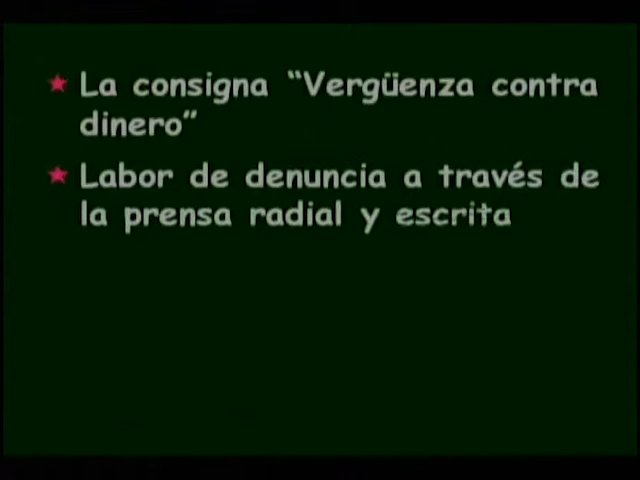 La consigna “Vergüenza contra
dinero”
Labor de denuncia a través de
la prensa radial y escrita